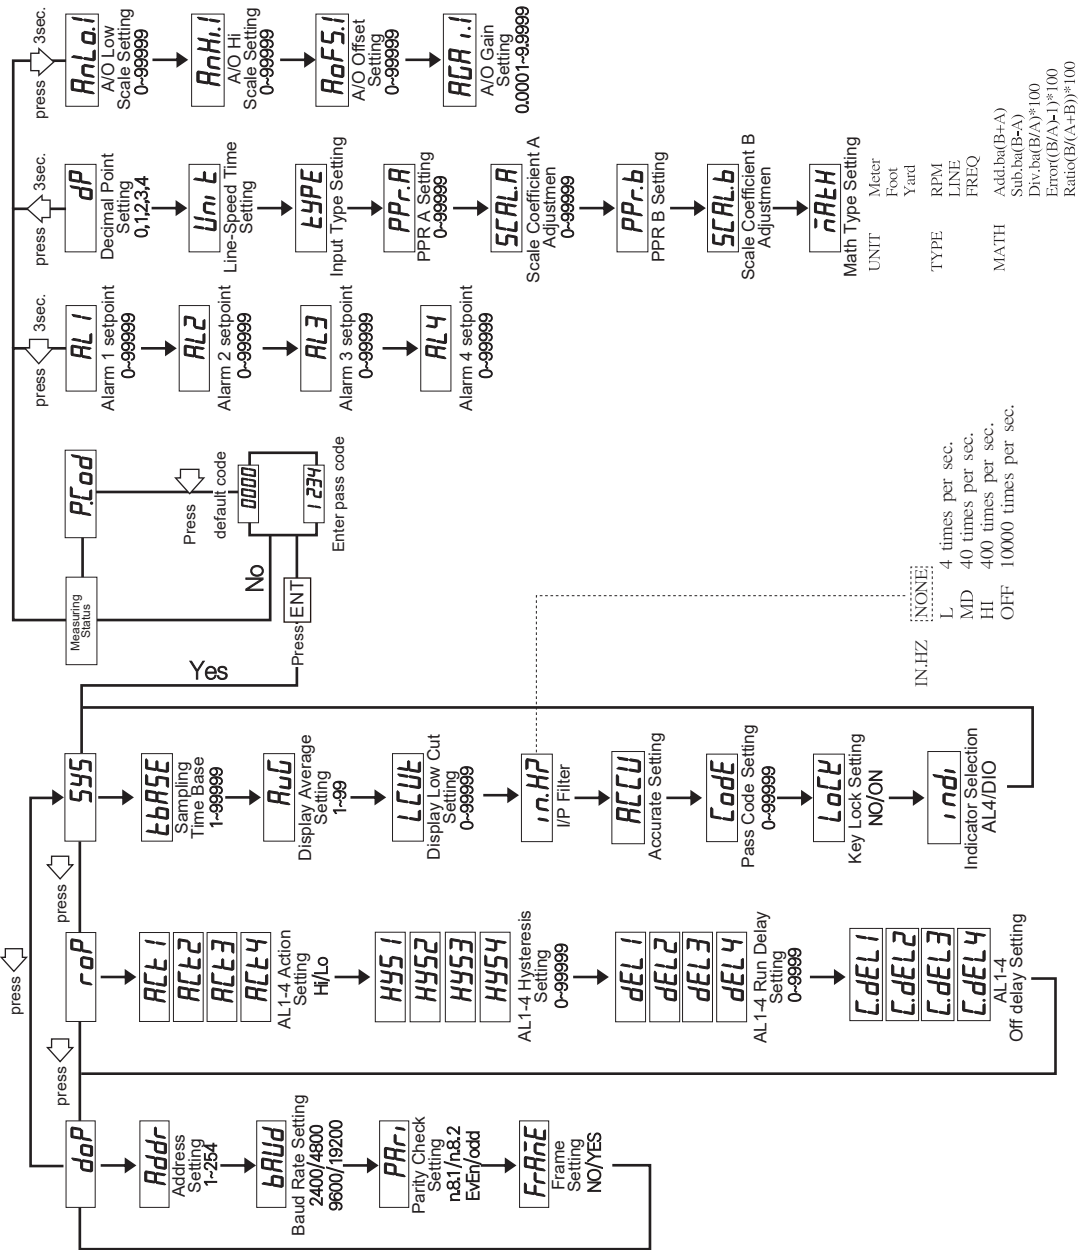 press
3sec.
AnLo.1
A/O Low
Scale Setting
0~99999
AnHi.1
A/O Hi
Scale Setting
0~99999
AoFS.1
A/O Offset
Setting
0~99999
AGAi.1
A/O Gain
Setting
0.0001~9.9999
press
3sec.
dP
Decimal Point
Setting
0,1,2,3,4
Unit
Line-Speed Time
Setting
tYPE
Input Type Setting
PPr.A
PPR A Setting
0~99999
SCAL.A
Scale Coefficient A
Adjustmen
0~99999
PPr.b
PPR B Setting
SCAL.b
Scale Coefficient B
Adjustmen
mAtH
Math Type Setting
UNIT Meter
Foot
Yard
TYPE RPM
LINE
FREQ
MATH Add.ba(B+A)
Sub.ba(B-A)
Div.ba(B/A)*100
Error((B/A)-1)*100
Ratio(B/(A+B))*100
press
3sec.
AL1
Alarm 1 setpoint
0~99999
AL2
Alarm 2 setpoint
0~99999
AL3
Alarm 3 setpoint
0~99999
AL4
Alarm 4 setpoint
0~99999
Measuring
Status
P.Cod
Press
default code
0000
1234
Enter pass code
No
Press
ENT
Yes
SYS
tbASE
Sampling
Time Base
1~99999
AvG
Display Average
Setting
1~99
LCUt
Display Low Cut
Setting
0~99999
in.HZ
I/P Filter
ACCU
Accurate Setting
CodE
Pass Code Setting
0~99999
LoCK
Key Lock Setting
NO/ON
indi
Indicator Selection
AL4/DIO
IN.HZ NONE
L 4 times per sec.
MD 40 times per sec.
HI 400 times per sec.
OFF 10000 times per sec.
press
press
roP
ACt1
ACt2
ACt3
ACt4
AL1-4 Action
Setting
Hi/Lo
HYS1
HYS2
HYS3
HYS4
AL1-4 Hysteresis
Setting
0~99999
dEL1
dEL2
dEL3
dEL4
AL1-4 Run Delay
Setting
0~9999
C.dEL1
C.dEL2
C.dEL3
C.dEL4
AL1-4
Off delay Setting
press
doP
Addr
Address
Setting
1~254
bAUd
Baud Rate Setting
2400/4800
9600/19200
PAri
Parity Check
Setting
n.8.1/n.8.2
EvEn/odd
FrAmE
Frame
Setting
NO/YES